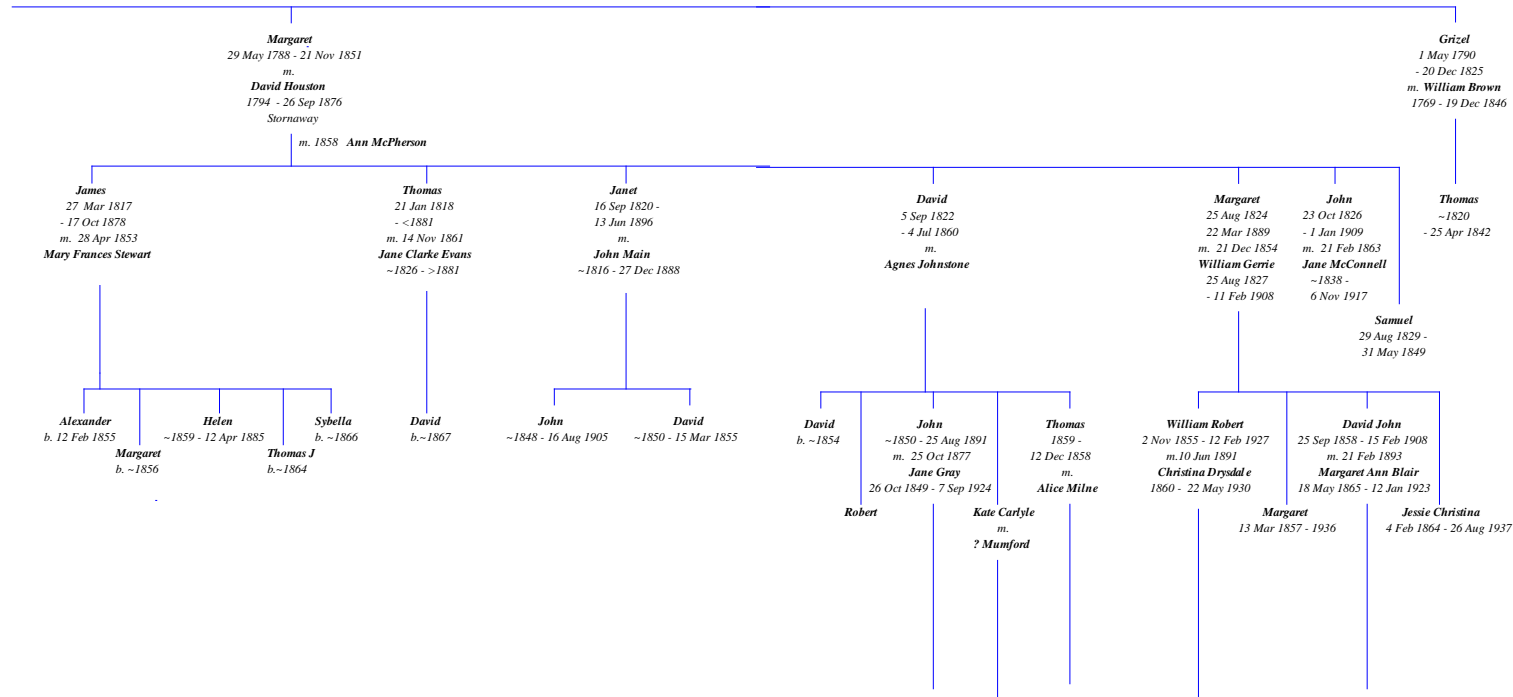 Margaret
29 May 1788 - 21 Nov 1851
m.
David Houston
1794 - 26 Sep 1876
Stornaway
m. 1858 Ann McPherson
Grizel
1 May 1790
- 20 Dec 1825
m. William Brown
1769 - 19 Dec 1846
James
27 Mar 1817
- 17 Oct 1878
m. 28 Apr 1853
Mary Frances Stewart
Thomas
21 Jan 1818
- <1881
m. 14 Nov 1861
Jane Clarke Evans
~1826 - >1881
Janet
16 Sep 1820 -
13 Jun 1896
m.
John Main
~1816 - 27 Dec 1888
David
5 Sep 1822
- 4 Jul 1860
m.
Agnes Johnstone
Margaret
25 Aug 1824
22 Mar 1889
m. 21 Dec 1854
William Gerrie
25 Aug 1827
- 11 Feb 1908
John
23 Oct 1826
- 1 Jan 1909
m. 21 Feb 1863
Jane McConnell
~1838 -
6 Nov 1917
Samuel
29 Aug 1829 -
31 May 1849
Thomas
~1820
- 25 Apr 1842
Alexander
b. 12 Feb 1855
Margaret
b. ~1856
Helen
~1859 - 12 Apr 1885
Thomas J
b.~1864
Sybella
b. ~1866
David
b.~1867
John
~1848 - 16 Aug 1905
David
~1850 - 15 Mar 1855
David
b. ~1854
Robert
John
~1850 - 25 Aug 1891
m. 25 Oct 1877
Jane Gray
26 Oct 1849 - 7 Sep 1924
Kate Carlyle
m.
? Mumford
Thomas
1859 -
12 Dec 1858
m.
Alice Milne
William Robert
2 Nov 1855 - 12 Feb 1927
m.10 Jun 1891
Christina Drysdale
1860 - 22 May 1930
Margaret
13 Mar 1857 - 1936
David John
25 Sep 1858 - 15 Feb 1908
m. 21 Feb 1893
Margaret Ann Blair
18 May 1865 - 12 Jan 1923
Jessie Christina
4 Feb 1864 - 26 Aug 1937